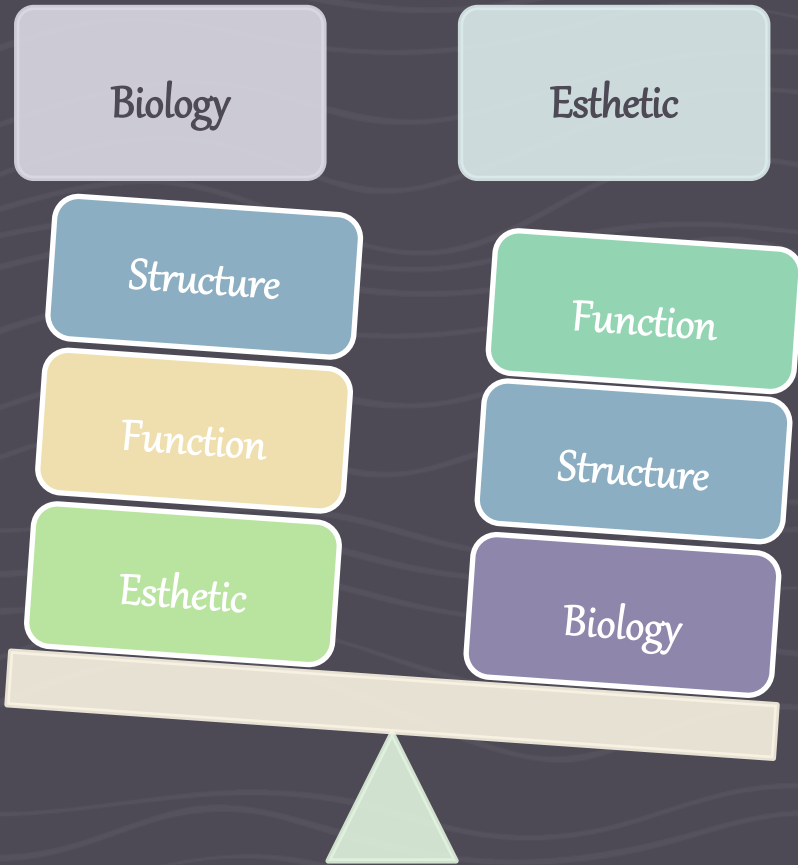 Biology
Esthetic
Structure
Function
Function
Structure
Esthetic
Biology